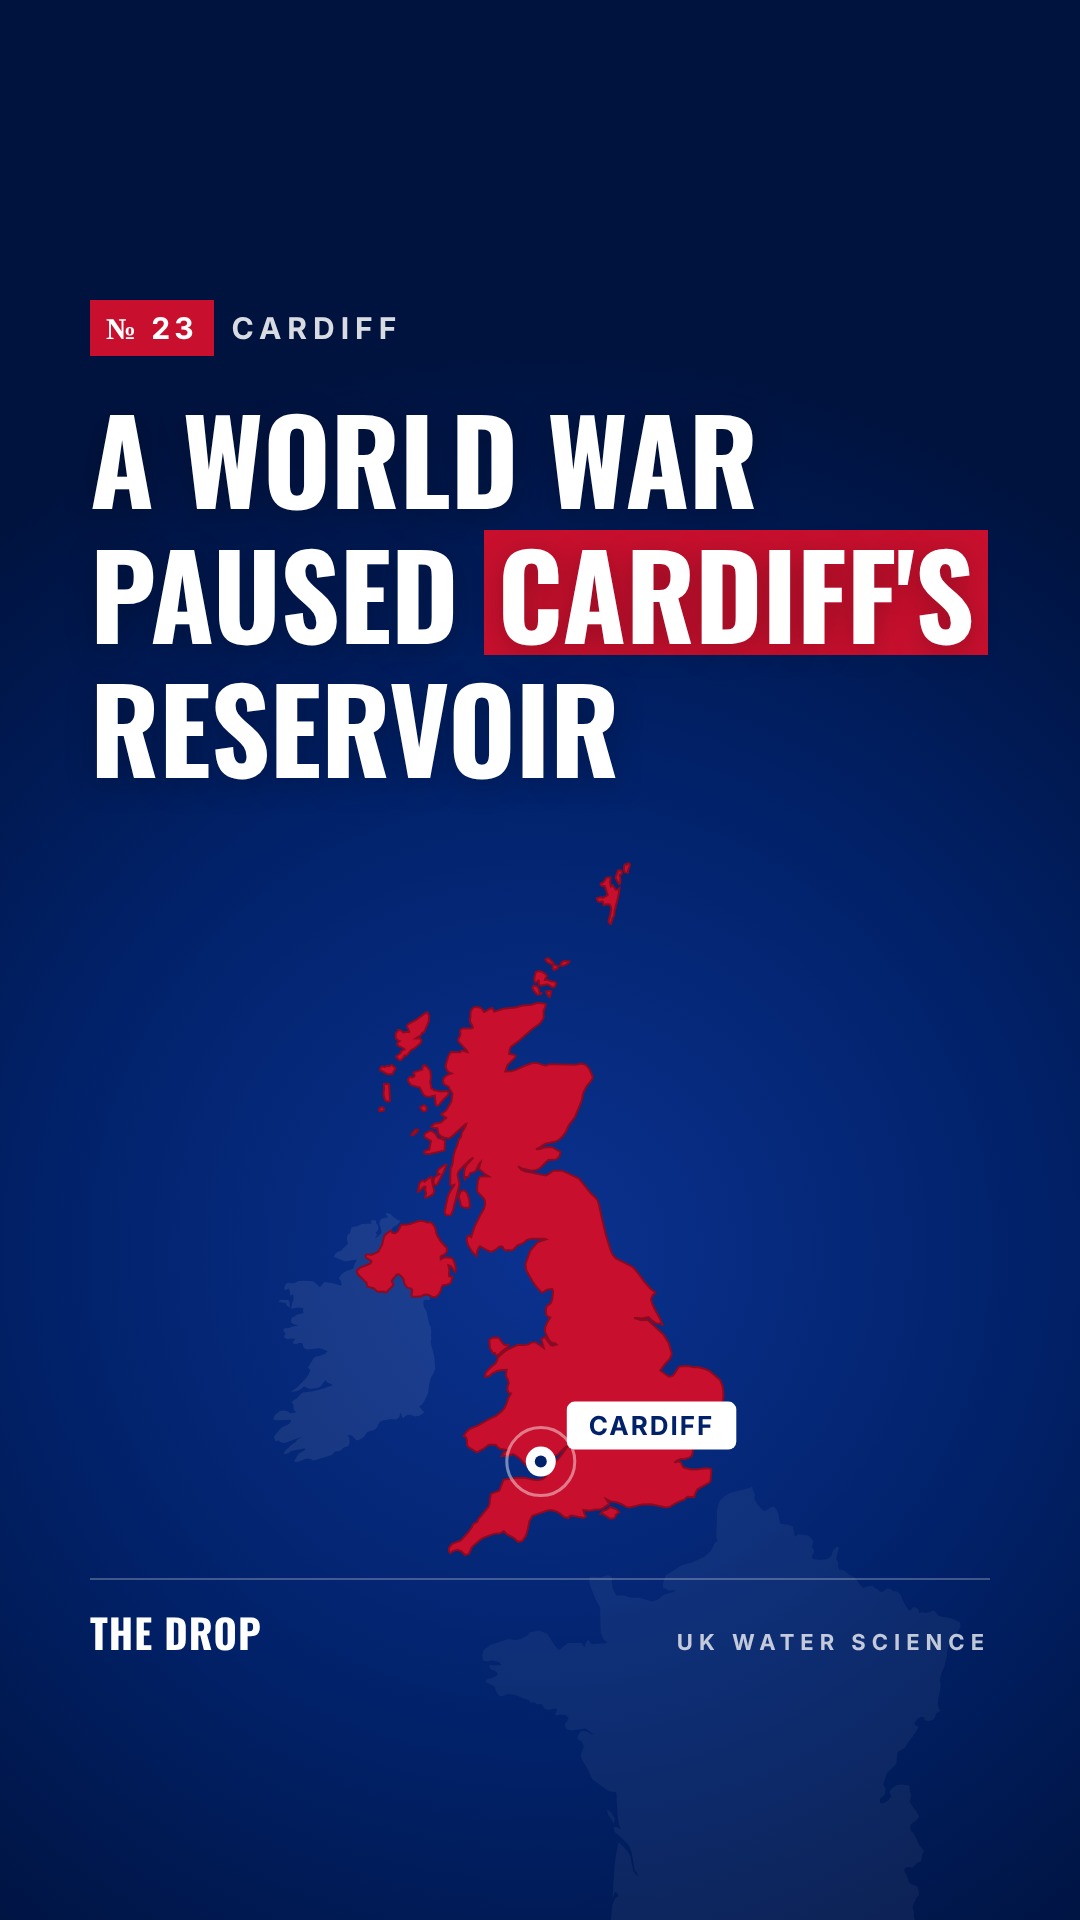 № 23 CARDIFF
A WORLD WAR
PAUSED CARDIFF'S
RESERVOIR
CARDIFF
THE DROP
UK WATER SCIENCE